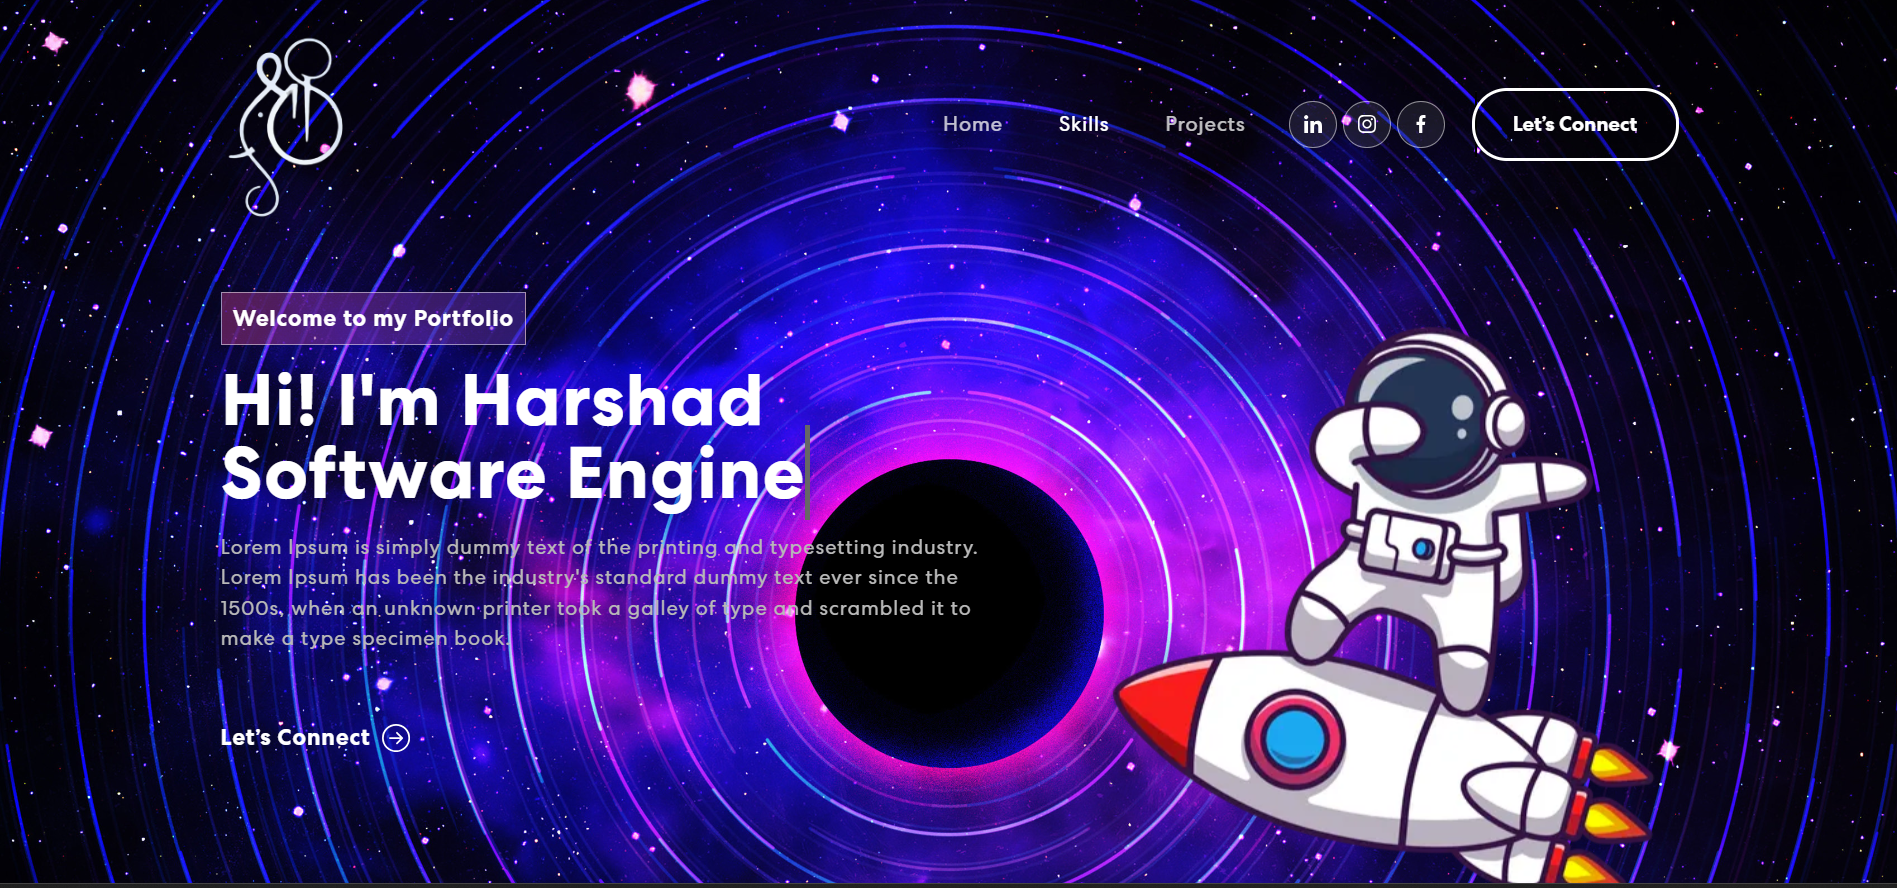 Home Skills Projects in f Let's Connect
Welcome to my Portfolio
Hi! I'm Harshad
Software Engine
Lorem Ipsum is simply dummy text of the printing and typesetting industry.
Lorem Ipsum has been the industry's standard dummy text ever since the
1500s, when an unknown printer took a galley of type and scrambled it to
make a type specimen book.
Let's Connect